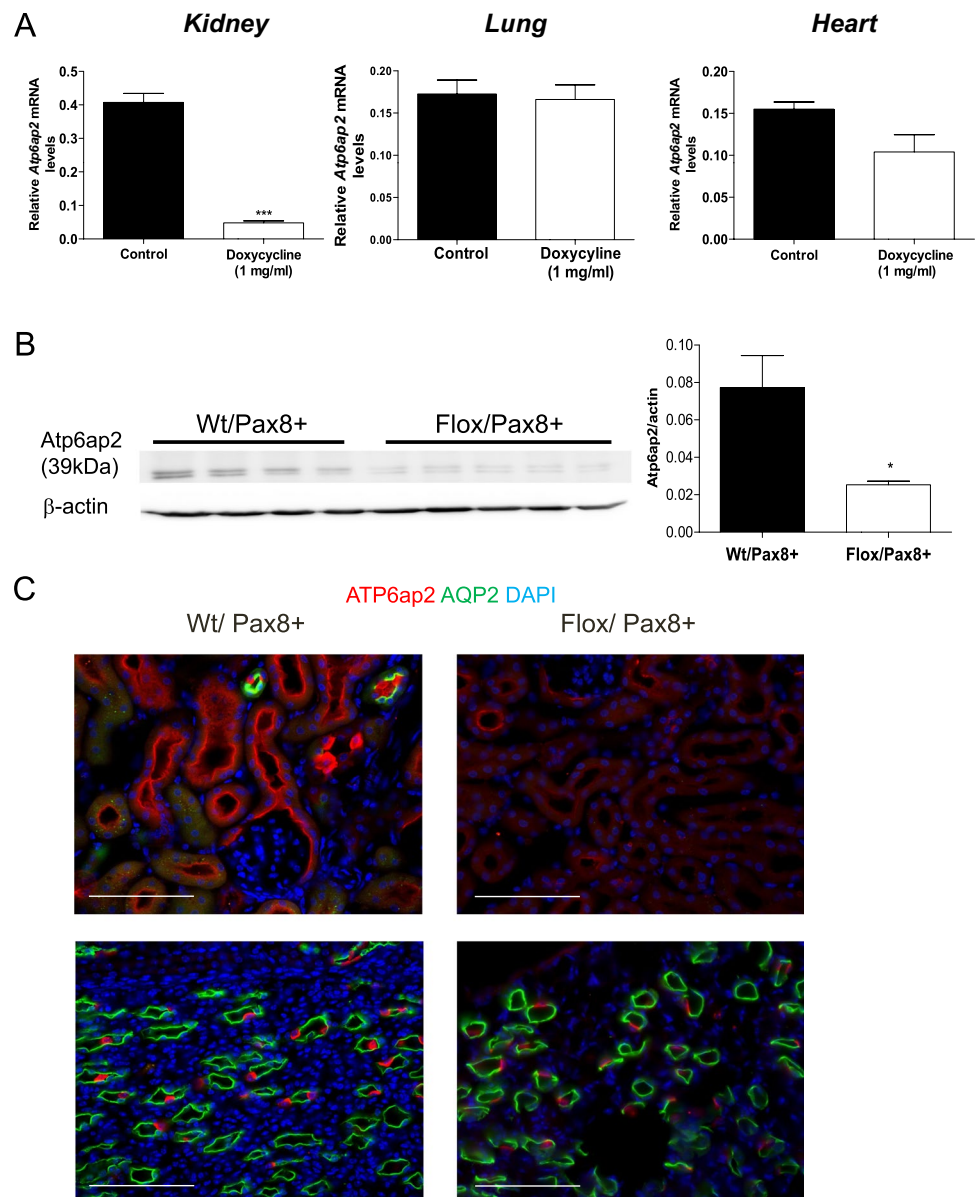 A
Kidney
Lung
Heart
Relative Atp6ap2 mRNA
levels
0.5
0.4
0.3
0.2
0.1
0.0
***
Control
Doxycycline
(1 mg/ml)
Relative Atp6ap2 mRNA
levels
0.20
0.15
0.10
0.05
0.00
Control
Doxycycline
(1 mg/ml)
Relative Atp6ap2 mRNA
levels
0.20
0.15
0.10
0.05
0.00
Control
Doxycycline
(1 mg/ml)
B
Wt/Pax8+
Flox/Pax8+
Atp6ap2
(39kDa)
β-actin
Atp6ap2/actin
0.10
0.08
0.06
0.04
0.02
0.00
*
Wt/Pax8+
Flox/Pax8+
C
ATP6ap2 AQP2 DAPI
Wt/ Pax8+
Flox/ Pax8+